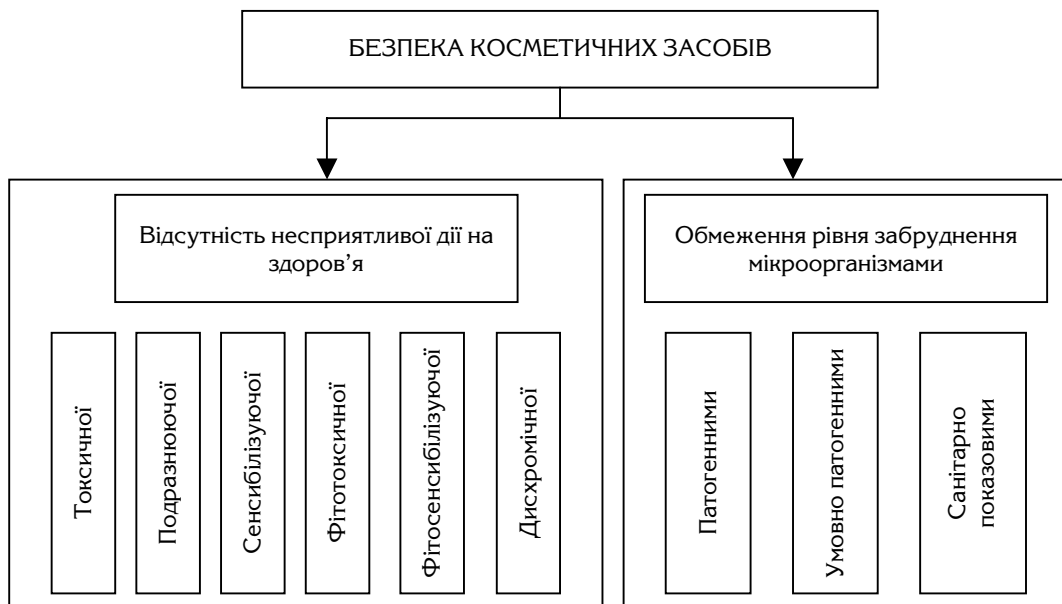 БЕЗПЕКА КОСМЕТИЧНИХ ЗАСОБІВ
Відсутність несприятливої дії на
здоров’я
Обмеження рівня забруднення
мікроорганізмами
Токсичної
Подразнюючої
Сенсибілізуючої
Фітотоксичної
Фітосенсибілізуючої
Дисхромічної
Патогенними
Умовно патогенними
Санітарно
показовими